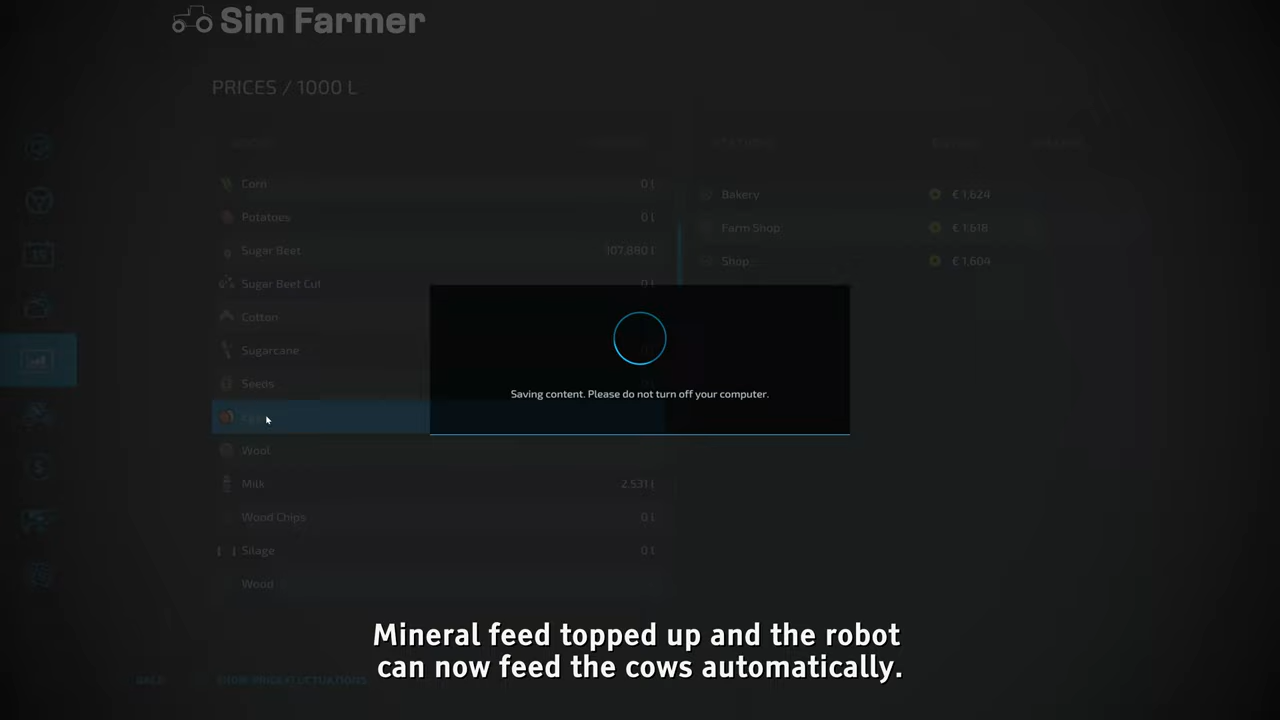 Sim Farmer
PRICES / 1000 L
Corn 0 l
Potatoes 0 l
Sugar Beet 107,880 l
Sugar Beet Cut 0 l
Cotton
Sugarcane
Seeds
Wool
Milk 2,531 l
Wood Chips 0 l
Silage 0 l
Wood
Bakery € 1,624
Farm Shop € 1,618
Shop € 1,604
Saving content. Please do not turn off your computer.
Mineral feed topped up and the robot
can now feed the cows automatically.